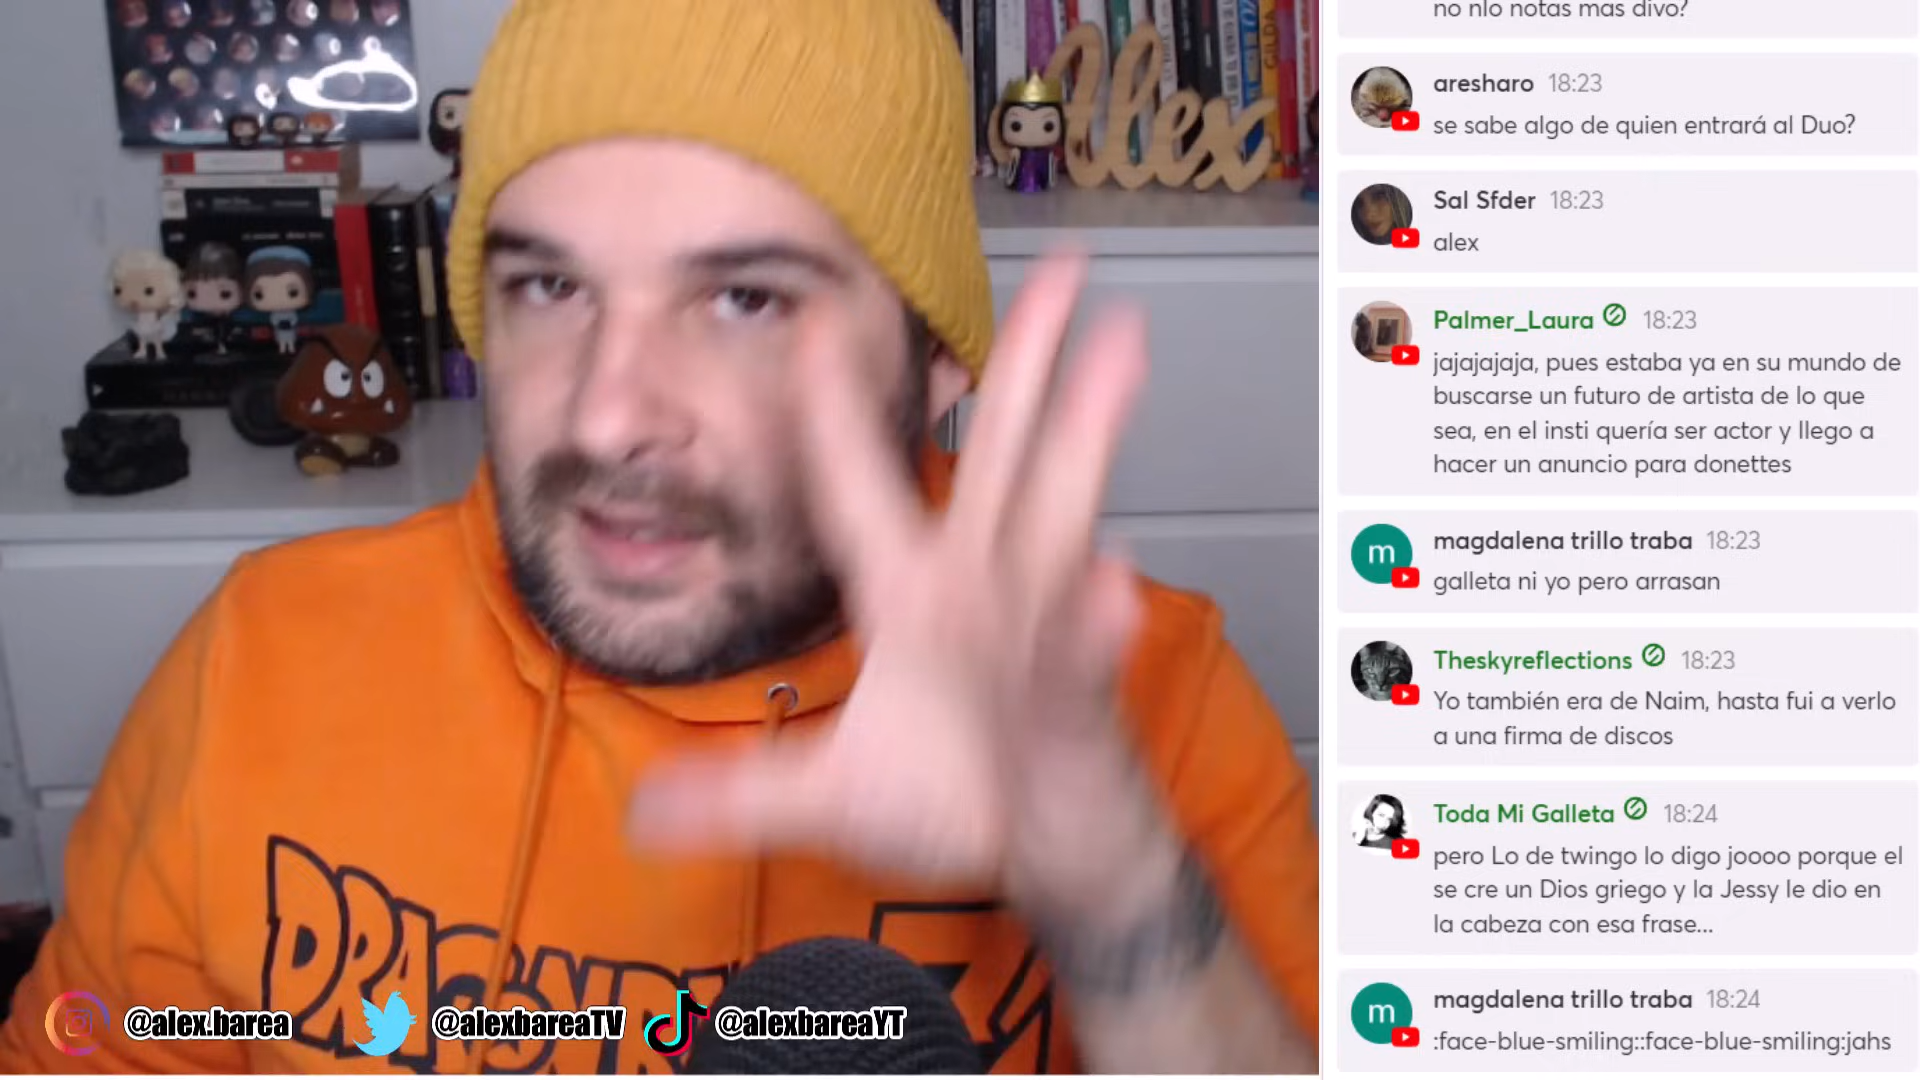 Alex
GILDA
DRAGON BALL
Z
@alex.barea
@alexbareaTV
@alexbareaYT
no nlo notas mas divo?
aresharo 18:23
se sabe algo de quien entrará al Duo?
Sal Sfder 18:23
alex
Palmer_Laura 18:23
jajajajaja, pues estaba ya en su mundo de
buscarse un futuro de artista de lo que
sea, en el insti quería ser actor y llego a
hacer un anuncio para donettes
m
magdalena trillo traba 18:23
galleta ni yo pero arrasan
Theskyreflections 18:23
Yo también era de Naim, hasta fui a verlo
a una firma de discos
Toda Mi Galleta 18:24
pero Lo de twingo lo digo joooo porque el
se cre un Dios griego y la Jessy le dio en
la cabeza con esa frase...
m
magdalena trillo traba 18:24
:face-blue-smiling::face-blue-smiling:jahs